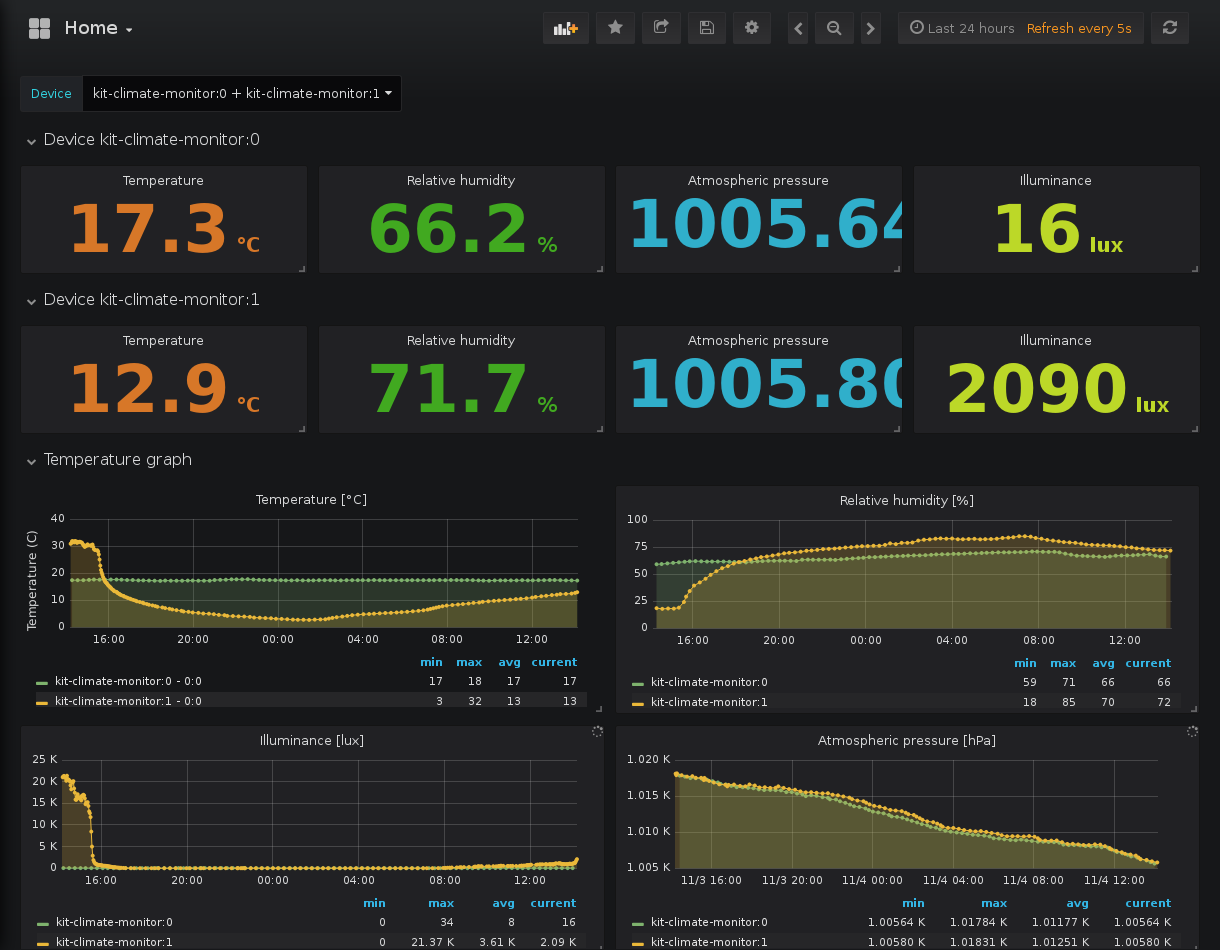 Home
Last 24 hours Refresh every 5s
Device kit-climate-monitor:0 + kit-climate-monitor:1
Device kit-climate-monitor:0
Temperature Relative humidity Atmospheric pressure Illuminance
17.3 °C 66.2 % 1005.64 16 lux
Device kit-climate-monitor:1
Temperature Relative humidity Atmospheric pressure Illuminance
12.9 °C 71.7 % 1005.80 2090 lux
Temperature graph
Temperature [°C]
Temperature (C)
40
30
20
10
0
16:00 20:00 00:00 04:00 08:00 12:00
min max avg current
kit-climate-monitor:0 - 0:0 17 18 17 17
kit-climate-monitor:1 - 0:0 3 32 13 13
Relative humidity [%]
100
75
50
25
0
16:00 20:00 00:00 04:00 08:00 12:00
min max avg current
kit-climate-monitor:0 59 71 66 66
kit-climate-monitor:1 18 85 70 72
Illuminance [lux]
25 K
20 K
15 K
10 K
5 K
0
16:00 20:00 00:00 04:00 08:00 12:00
min max avg current
kit-climate-monitor:0 0 34 8 16
kit-climate-monitor:1 0 21.37 K 3.61 K 2.09 K
Atmospheric pressure [hPa]
1.020 K
1.015 K
1.010 K
1.005 K
11/3 16:00 11/3 20:00 11/4 00:00 11/4 04:00 11/4 08:00 11/4 12:00
min max avg current
kit-climate-monitor:0 1.00564 K 1.01784 K 1.01177 K 1.00564 K
kit-climate-monitor:1 1.00580 K 1.01831 K 1.01251 K 1.00580 K